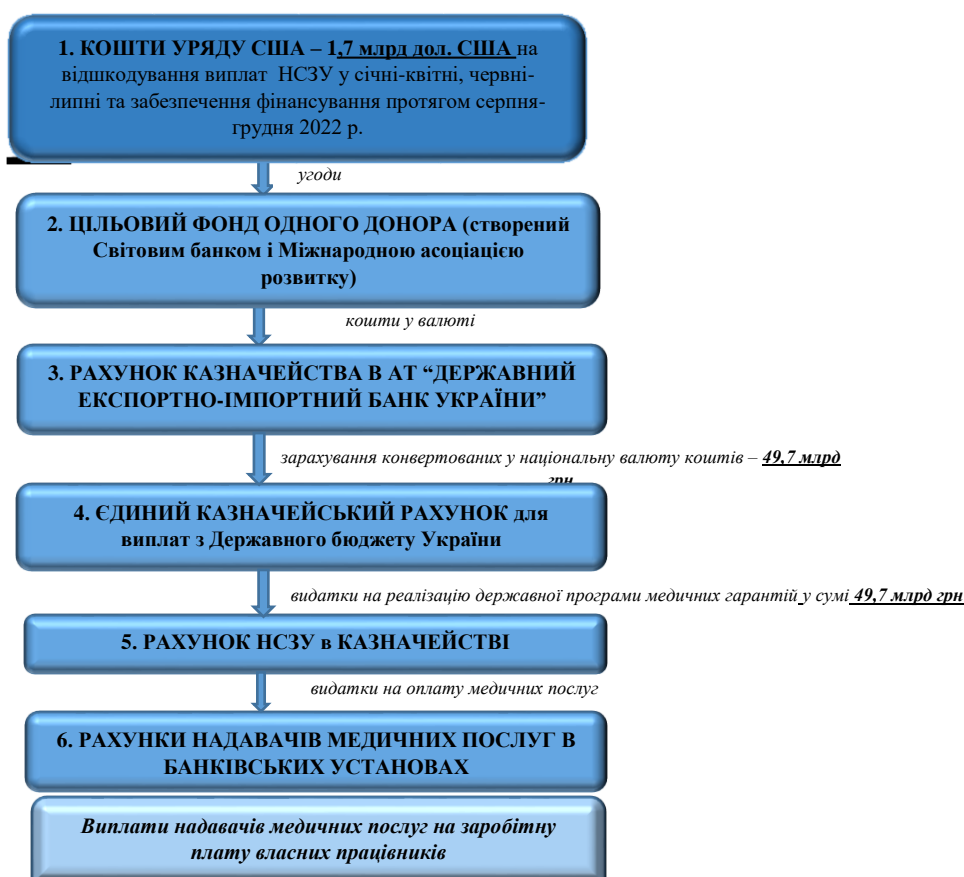 1. КОШТИ УРЯДУ США – 1,7 млрд дол. США на
відшкодування виплат НСЗУ у січні-квітні, червні-
липні та забезпечення фінансування протягом серпня-
грудня 2022 р.
угоди
2. ЦІЛЬОВИЙ ФОНД ОДНОГО ДОНОРА (створений
Світовим банком і Міжнародною асоціацією
розвитку)
кошти у валюті
3. РАХУНОК КАЗНАЧЕЙСТВА В АТ “ДЕРЖАВНИЙ
ЕКСПОРТНО-ІМПОРТНИЙ БАНК УКРАЇНИ”
зарахування конвертованих у національну валюту коштів – 49,7 млрд
грн
4. ЄДИНИЙ КАЗНАЧЕЙСЬКИЙ РАХУНОК для
виплат з Державного бюджету України
видатки на реалізацію державної програми медичних гарантій у сумі 49,7 млрд грн
5. РАХУНОК НСЗУ в КАЗНАЧЕЙСТВІ
видатки на оплату медичних послуг
6. РАХУНКИ НАДАВАЧІВ МЕДИЧНИХ ПОСЛУГ В
БАНКІВСЬКИХ УСТАНОВАХ
Виплати надавачів медичних послуг на заробітну
плату власних працівників